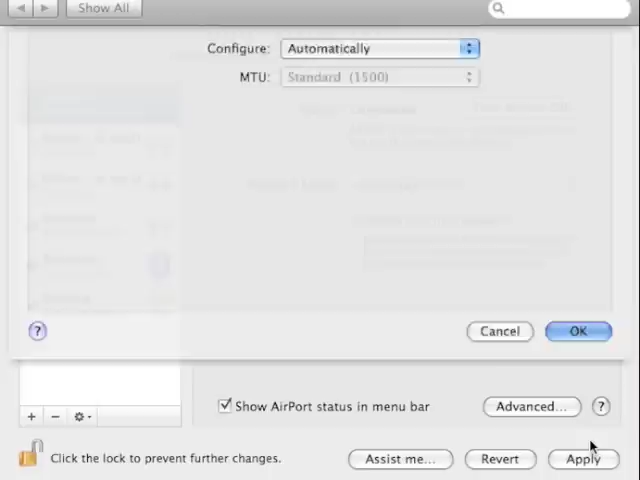 Show All
Configure: Automatically
MTU: Standard (1500)
? Cancel OK
Show AirPort status in menu bar Advanced... ?
Click the lock to prevent further changes. Assist me... Revert Apply